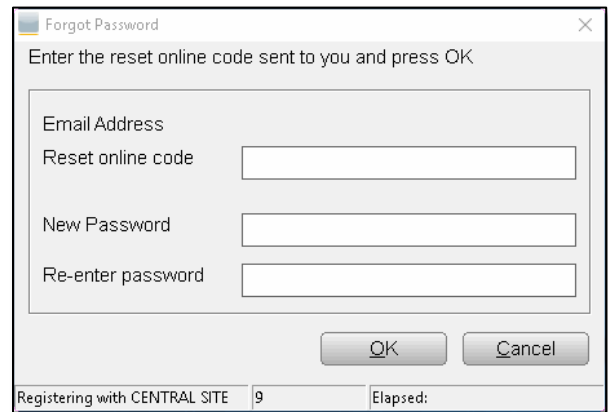 Forgot Password
Enter the reset online code sent to you and press OK
Email Address
Reset online code
New Password
Re-enter password
OK Cancel
Registering with CENTRAL SITE 9 Elapsed: